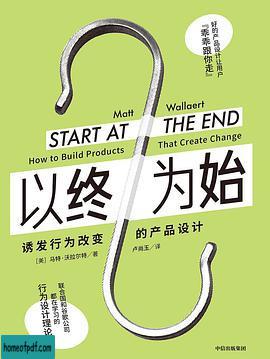 好的产品设计让用户
『乖乖跟你走』
Matt Wallaert
START AT THE END
How to Build Products That Create Change
以终为始
诱发行为改变的产品设计
[美]马特·沃拉尔特◎著
卢尚玉◎译
联合国和谷歌公司
都在学习的
行为设计理论
中信出版集团
homeofpdf.com